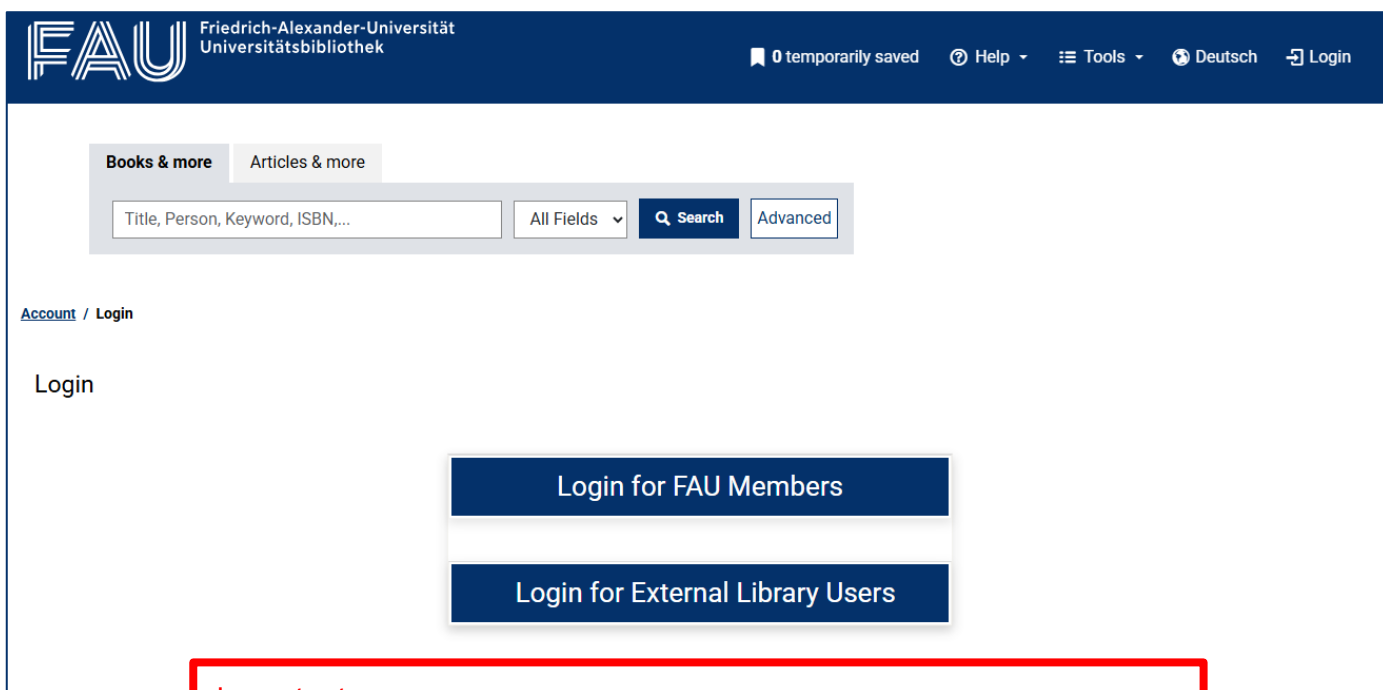 FAU
Friedrich-Alexander-Universität
Universitätsbibliothek
0 temporarily saved Help Tools Deutsch Login
Books & more Articles & more
Title, Person, Keyword, ISBN,... All Fields Search Advanced
Account / Login
Login
Login for FAU Members
Login for External Library Users